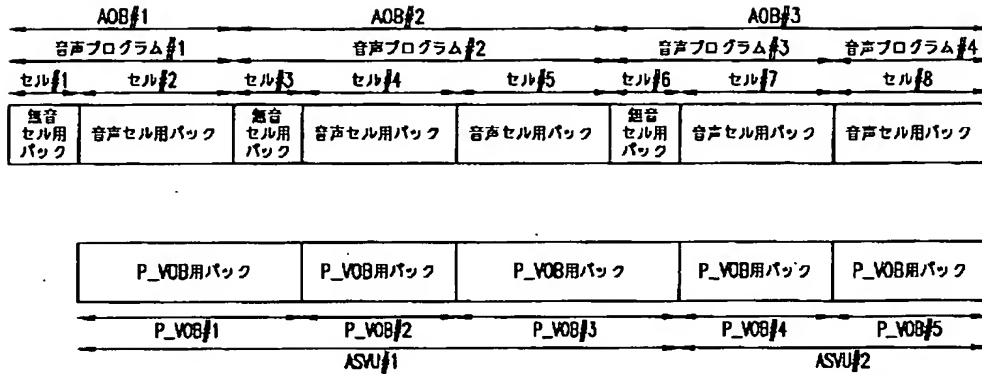 AOB#1 AOB#2 AOB#3
音声プログラム#1 音声プログラム#2 音声プログラム#3 音声プログラム#4
セル#1 セル#2 セル#3 セル#4 セル#5 セル#6 セル#7 セル#8
無音
セル用
パック
音声セル用パック
無音
セル用
パック
音声セル用パック
音声セル用パック
無音
セル用
パック
音声セル用パック
音声セル用パック
P_VOB用パック P_VOB用パック P_VOB用パック P_VOB用パック P_VOB用パック
P_VOB#1 P_VOB#2 P_VOB#3 P_VOB#4 P_VOB#5
ASVU#1 ASVU#2